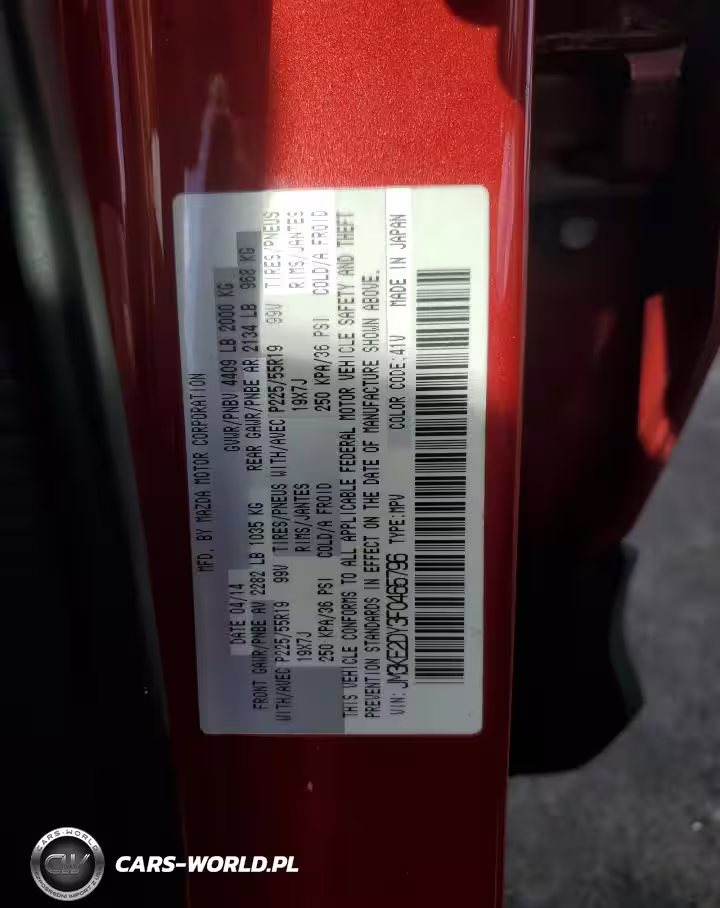 MFD. BY MAZDA MOTOR CORPORATION
DATE 04/14 GVWR/PNBV 4409 LB 2000 KG
FRONT GAWR/PNBE AV 2282 LB 1035 KG REAR GAWR/PNBE AR 2134 LB 968 KG
WITH/AVEC P225/55R19 99V TIRES/PNEUS WITH/AVEC P225/55R19 99V TIRES/PNEUS
19X7J RIMS/JANTES 19X7J RIMS/JANTES
250 KPA/36 PSI COLD/A FROID 250 KPA/36 PSI COLD/A FROID
THIS VEHICLE CONFORMS TO ALL APPLICABLE FEDERAL MOTOR VEHICLE SAFETY AND THEFT
PREVENTION STANDARDS IN EFFECT ON THE DATE OF MANUFACTURE SHOWN ABOVE.
VIN: JM3KE2DY3F0466796 TYPE:MPV COLOR CODE:41V MADE IN JAPAN
CARS-WORLD
CW
CARS-WORLD.PL